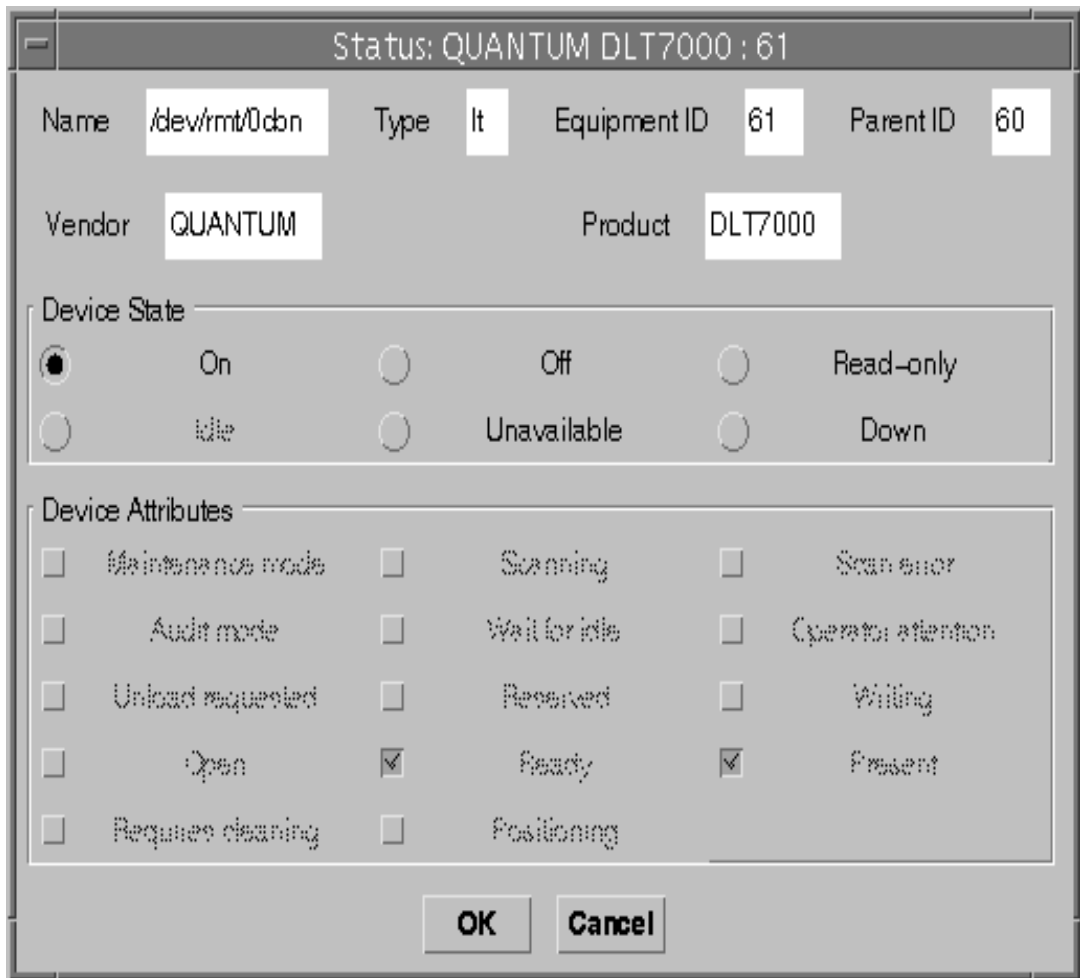 Status: QUANTUM DLT7000 : 61
Name /dev/rmt/0cbn Type lt Equipment ID 61 Parent ID 60
Vendor QUANTUM Product DLT7000
Device State
On Off Read-only
Idle Unavailable Down
Device Attributes
Maintenance mode Scanning Scan error
Audit mode Wait for idle Operator attention
Unload requested Reserved Writing
Open Ready Present
Requires cleaning Positioning
OK Cancel